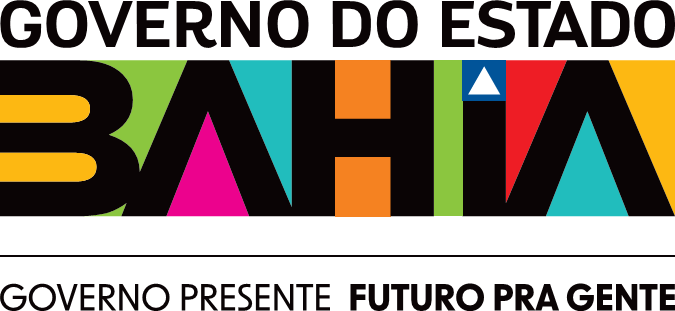 GOVERNO DO ESTADO
BAHIA
GOVERNO PRESENTE FUTURO PRA GENTE